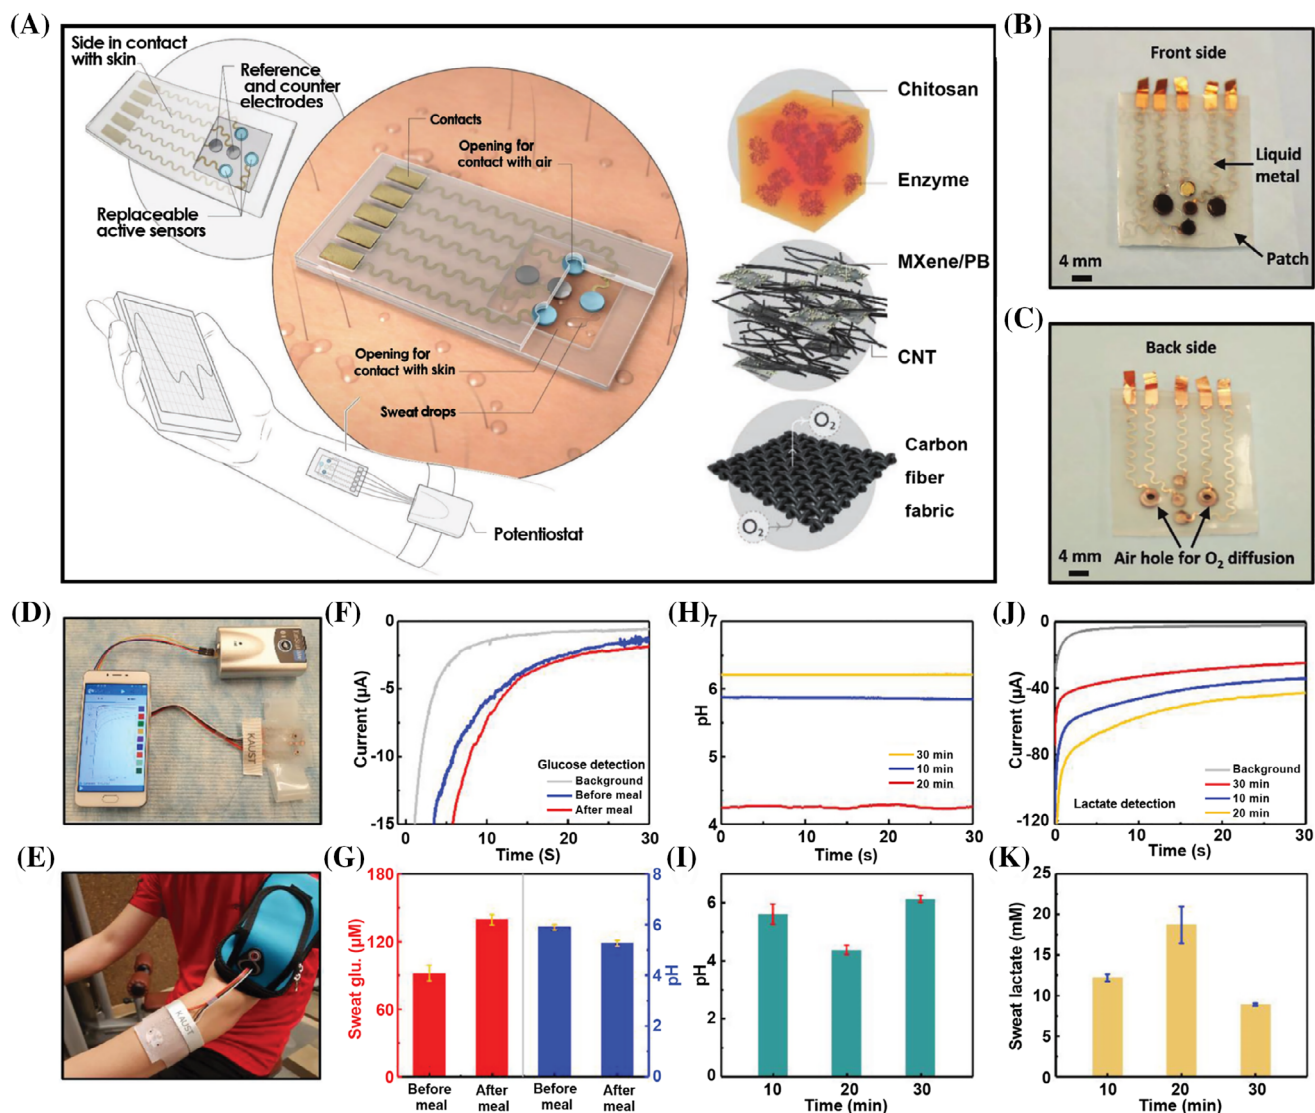 (A)
Side in contact
with skin
Reference
and counter
electrodes
Replaceable
active sensors
Contacts
Opening for
contact with air
Opening for
contact with skin
Sweat drops
Potentiostat
Chitosan
Enzyme
MXene/PB
CNT
O2
O2
Carbon
fiber
fabric
(B)
Front side
Liquid
metal
Patch
4 mm
(C)
Back side
Air hole for O2 diffusion
4 mm
(D)
KAUST
(E)
KAUST
(F)
Current (μA)
0
-5
-10
-15
Glucose detection
Background
Before meal
After meal
10
20
30
Time (S)
(G)
Sweat glu. (μM)
180
120
90
60
0
8
6
4
2
0
pH
Before
meal
After
meal
Before
meal
After
meal
(H)
pH
7
6
5
4
30 min
10 min
20 min
0
10
20
30
Time (s)
(I)
pH
6
4
6
2
0
10
20
30
Time (min)
(J)
Current (μA)
0
-40
-80
-120
Background
30 min
10 min
20 min
Lactate detection
0
10
20
30
Time (s)
(K)
Sweat lactate (mM)
25
20
15
10
5
0
10
20
30
Time (min)